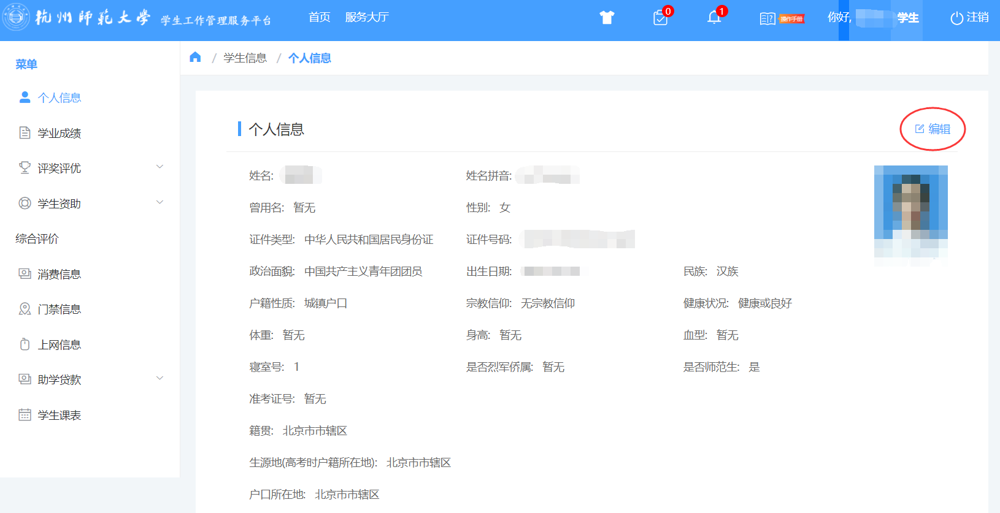 杭州师范大学 学生工作管理服务平台 首页 服务大厅 0 1 操作手册 你好, 学生 注销
菜单
个人信息
学业成绩
评奖评优
学生资助
综合评价
消费信息
门禁信息
上网信息
助学贷款
学生课表
/ 学生信息 / 个人信息
个人信息 编辑
姓名: 姓名拼音:
曾用名: 暂无 性别: 女
证件类型: 中华人民共和国居民身份证 证件号码:
政治面貌: 中国共产主义青年团团员 出生日期: 民族: 汉族
户籍性质: 城镇户口 宗教信仰: 无宗教信仰 健康状况: 健康或良好
体重: 暂无 身高: 暂无 血型: 暂无
寝室号: 1 是否烈军侨属: 暂无 是否师范生: 是
准考证号: 暂无
籍贯: 北京市市辖区
生源地(高考时户籍所在地): 北京市市辖区
户口所在地: 北京市市辖区